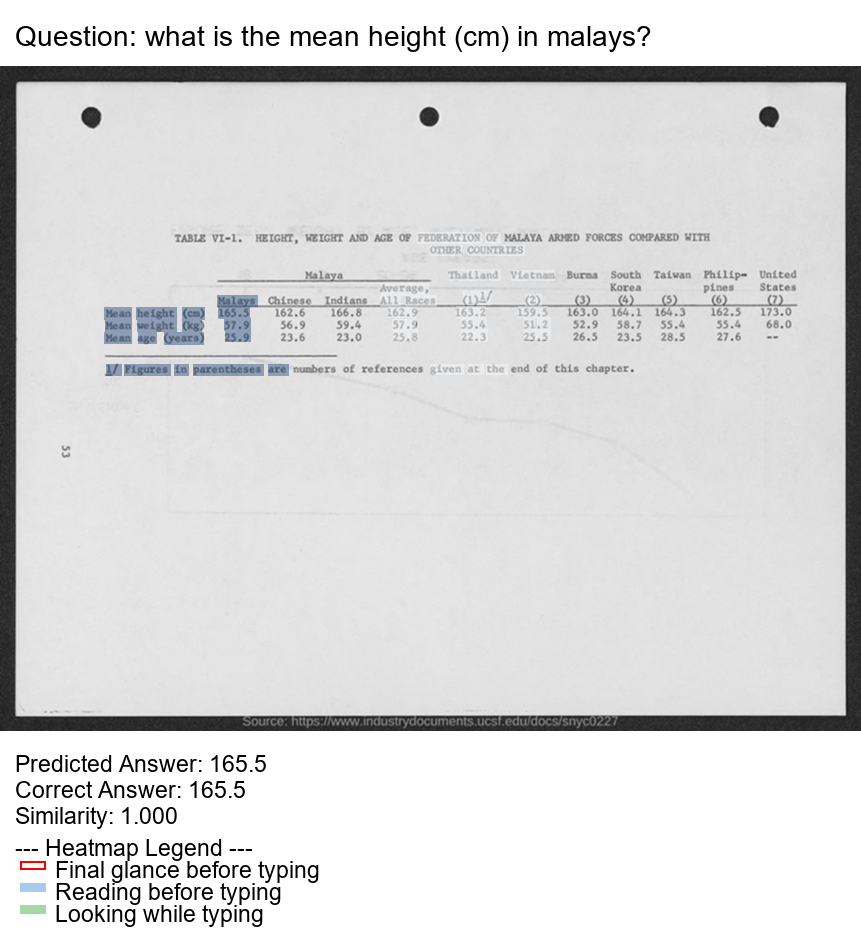 Question: what is the mean height (cm) in malays?
TABLE VI-1. HEIGHT, WEIGHT AND AGE OF FEDERATION OF MALAYA ARMED FORCES COMPARED WITH
OTHER COUNTRIES
Malaya Thailand Vietnam Burma South Taiwan Philip- United
Average, Korea pines States
Malays Chinese Indians All Races (1)1/ (2) (3) (4) (5) (6) (7)
Mean height (cm) 165.5 162.6 166.8 162.9 163.2 159.5 163.0 164.1 164.3 162.5 173.0
Mean weight (kg) 57.9 56.9 59.4 57.9 55.4 51.2 52.9 58.7 55.4 55.4 68.0
Mean age (years) 25.9 23.6 23.0 25.8 22.3 25.5 26.5 23.5 28.5 27.6 --
1/ Figures in parentheses are numbers of references given at the end of this chapter.
53
Source: https://www.industrydocuments.ucsf.edu/docs/snyc0227
Predicted Answer: 165.5
Correct Answer: 165.5
Similarity: 1.000
--- Heatmap Legend ---
Final glance before typing
Reading before typing
Looking while typing